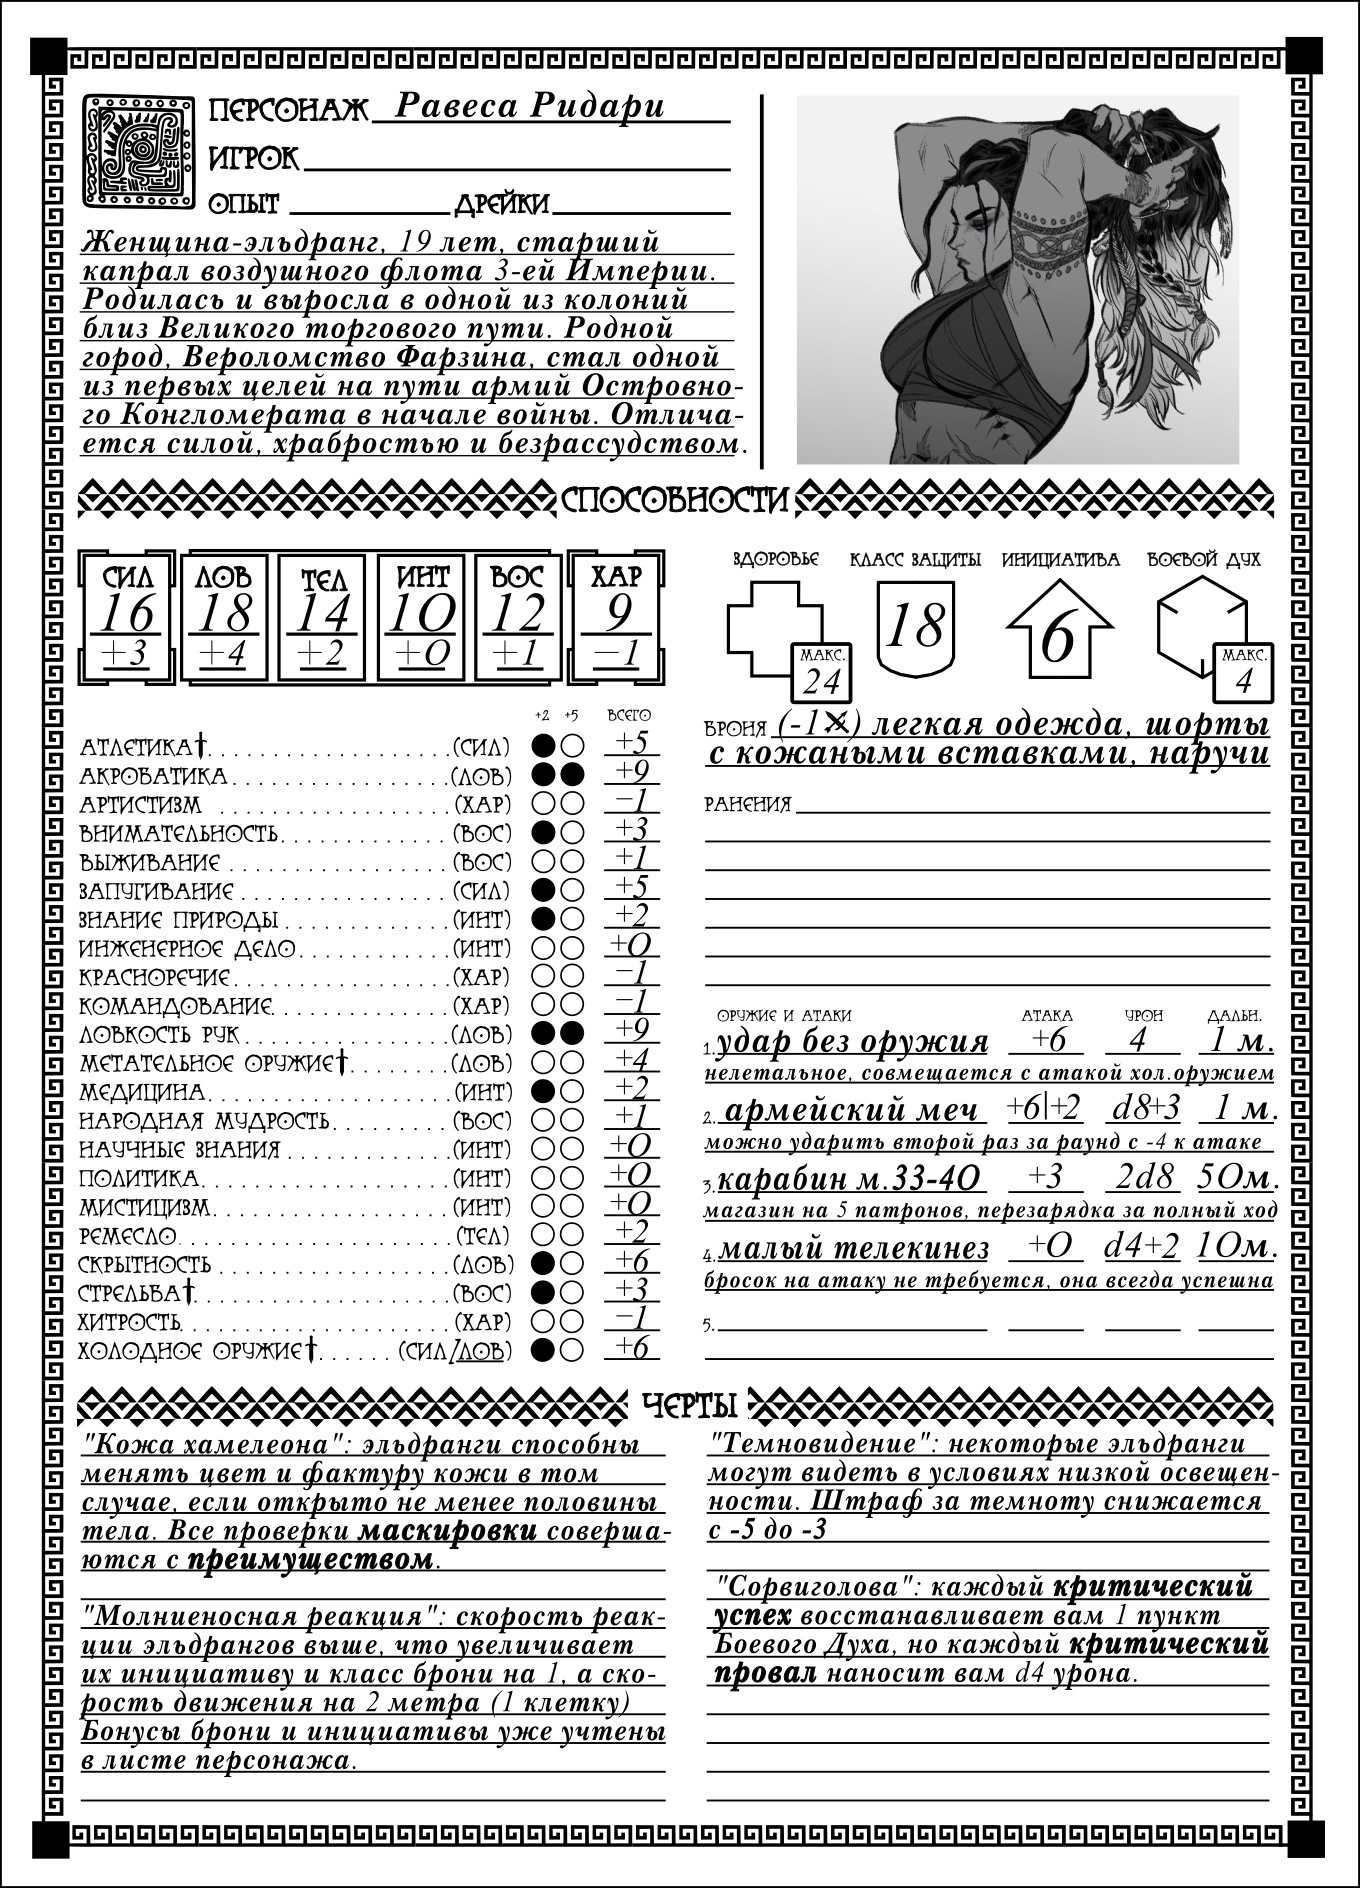 ПЕРСОНАЖ Равеса Ридари
ИГРОК
ОПЫТ ДРЕЙКИ
Женщина-эльдранг, 19 лет, старший
капрал воздушного флота 3-ей Империи.
Родилась и выросла в одной из колоний
близ Великого торгового пути. Родной
город, Вероломство Фарзина, стал одной
из первых целей на пути армий Островно-
го Конгломерата в начале войны. Отлича-
ется силой, храбростью и безрассудством.
СПОСОБНОСТИ
СИЛ ЛОВ ТЕЛ ИНТ ВОС ХАР
16 18 14 10 12 9
+3 +4 +2 +0 +1 −1
+2 +5 ВСЕГО
АТЛЕТИКА†. (СИЛ) +5
АКРОБАТИКА (ЛОВ) +9
АРТИСТИЗМ (ХАР) −1
ВНИМАТЕЛЬНОСТЬ (ВОС) +3
ВЫЖИВАНИЕ (ВОС) +1
ЗАПУГИВАНИЕ (СИЛ) +5
ЗНАНИЕ ПРИРОДЫ (ИНТ) +2
ИНЖЕНЕРНОЕ ДЕЛО (ИНТ) +0
КРАСНОРЕЧИЕ (ХАР) −1
КОМАНДОВАНИЕ (ХАР) −1
ЛОВКОСТЬ РУК (ЛОВ) +9
МЕТАТЕЛЬНОЕ ОРУЖИЕ† (ЛОВ) +4
МЕДИЦИНА (ИНТ) +2
НАРОДНАЯ МУДРОСТЬ (ВОС) +1
НАУЧНЫЕ ЗНАНИЯ (ИНТ) +0
ПОЛИТИКА (ИНТ) +0
МИСТИЦИЗМ (ИНТ) +0
РЕМЕСЛО (ТЕЛ) +2
СКРЫТНОСТЬ (ЛОВ) +6
СТРЕЛЬБА† (ВОС) +3
ХИТРОСТЬ (ХАР) −1
ХОЛОДНОЕ ОРУЖИЕ† (СИЛ/ЛОВ) +6
ЗДОРОВЬЕ КЛАСС ЗАЩИТЫ ИНИЦИАТИВА БОЕВОЙ ДУХ
18 6
МАКС. 24 МАКС. 4
БРОНЯ (-1 ) легкая одежда, шорты
с кожаными вставками, наручи
РАНЕНИЯ
ОРУЖИЕ И АТАКИ АТАКА УРОН ДАЛЬН.
1. удар без оружия +6 4 1 м.
нелетальное, совмещается с атакой хол.оружием
2. армейский меч +6|+2 d8+3 1 м.
можно ударить второй раз за раунд с -4 к атаке
3. карабин м.33-40 +3 2d8 50м.
магазин на 5 патронов, перезарядка за полный ход
4. малый телекинез +0 d4+2 10м.
бросок на атаку не требуется, она всегда успешна
5.
ЧЕРТЫ
"Кожа хамелеона": эльдранги способны
менять цвет и фактуру кожи в том
случае, если открыто не менее половины
тела. Все проверки маскировки соверша-
ются с преимуществом.
"Молниеносная реакция": скорость реак-
ции эльдрангов выше, что увеличивает
их инициативу и класс брони на 1, а ско-
рость движения на 2 метра (1 клетку)
Бонусы брони и инициативы уже учтены
в листе персонажа.
"Темновидение": некоторые эльдранги
могут видеть в условиях низкой освещен-
ности. Штраф за темноту снижается
с -5 до -3
"Сорвиголова": каждый критический
успех восстанавливает вам 1 пункт
Боевого Духа, но каждый критический
провал наносит вам d4 урона.